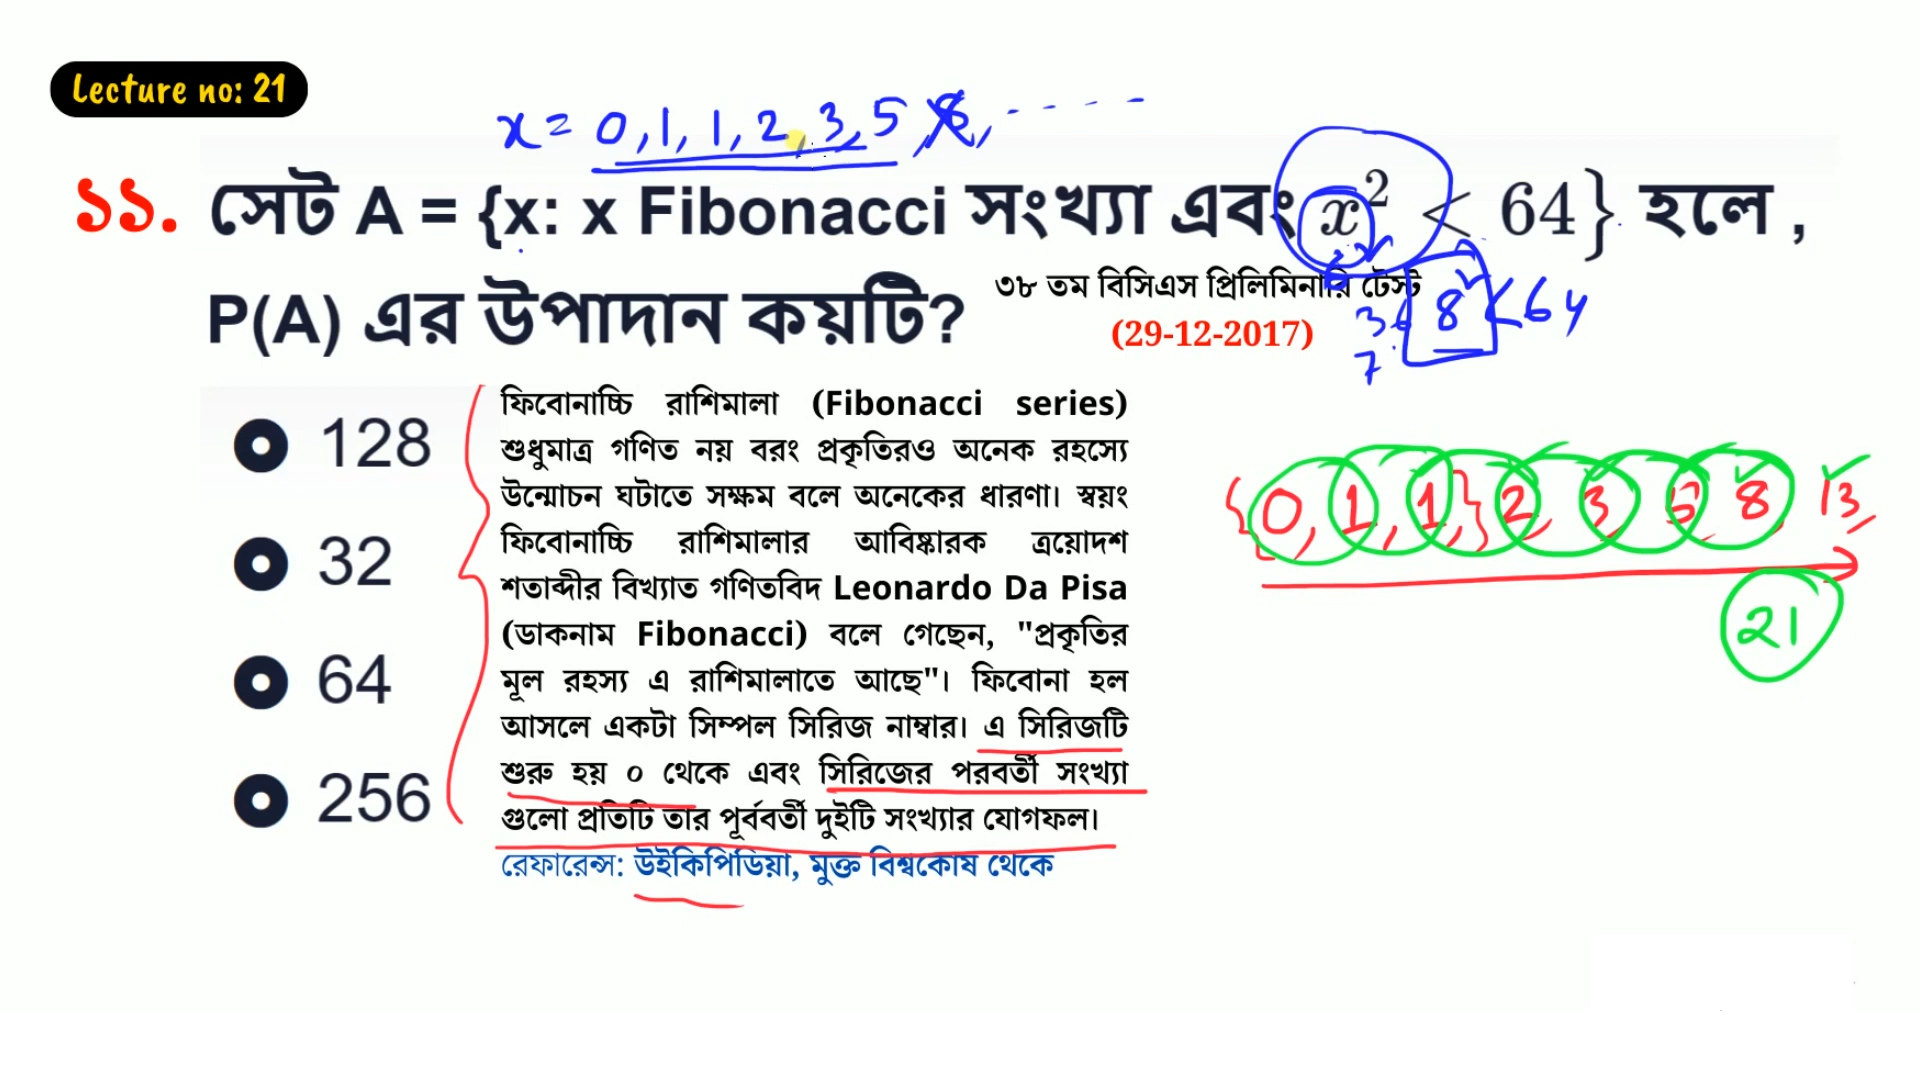 Lecture no: 21
x = 0, 1, 1, 2, 3, 5, 8, - - - - -
১১. সেট A = {x: x Fibonacci সংখ্যা এবং x² < 64} হলে ,
P(A) এর উপাদান কয়টি?
৩৮ তম বিসিএস প্রিলিমিনারি টেস্ট
(29-12-2017)
36
8² < 64
7
128
32
64
256
ফিবোনাচ্চি রাশিমালা (Fibonacci series)
শুধুমাত্র গণিত নয় বরং প্রকৃতিরও অনেক রহস্যে
উন্মোচন ঘটাতে সক্ষম বলে অনেকের ধারণা। স্বয়ং
ফিবোনাচ্চি রাশিমালার আবিষ্কারক ত্রয়োদশ
শতাব্দীর বিখ্যাত গণিতবিদ Leonardo Da Pisa
(ডাকনাম Fibonacci) বলে গেছেন, "প্রকৃতির
মূল রহস্য এ রাশিমালাতে আছে"। ফিবোনা হল
আসলে একটা সিম্পল সিরিজ নাম্বার। এ সিরিজটি
শুরু হয় ০ থেকে এবং সিরিজের পরবর্তী সংখ্যা
গুলো প্রতিটি তার পূর্ববর্তী দুইটি সংখ্যার যোগফল।
রেফারেন্স: উইকিপিডিয়া, মুক্ত বিশ্বকোষ থেকে
{0, 1, 1,} 2, 3, 5, 8, 13,
21